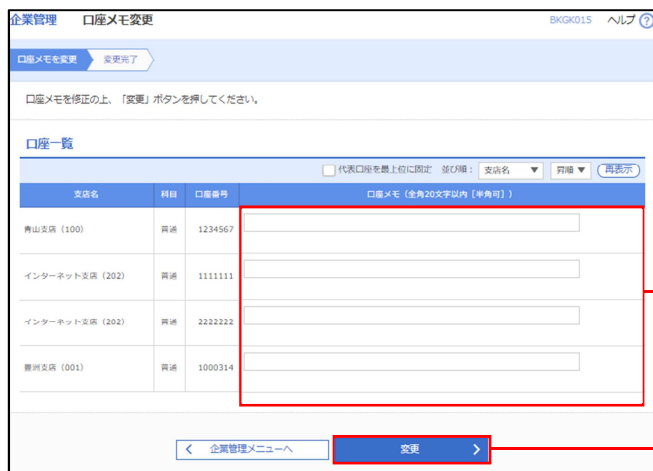 企業管理 口座メモ変更 BKGK015 ヘルプ ?
口座メモを変更 変更完了
口座メモを修正の上、「変更」ボタンを押してください。
口座一覧
代表口座を最上位に固定 並び順： 支店名 ▼ 昇順 ▼ 再表示
支店名 科目 口座番号 口座メモ（全角20文字以内［半角可］）
青山支店（100） 普通 1234567
インターネット支店（202） 普通 1111111
インターネット支店（202） 普通 2222222
豊洲支店（001） 普通 1000314
企業管理メニューへ 変更